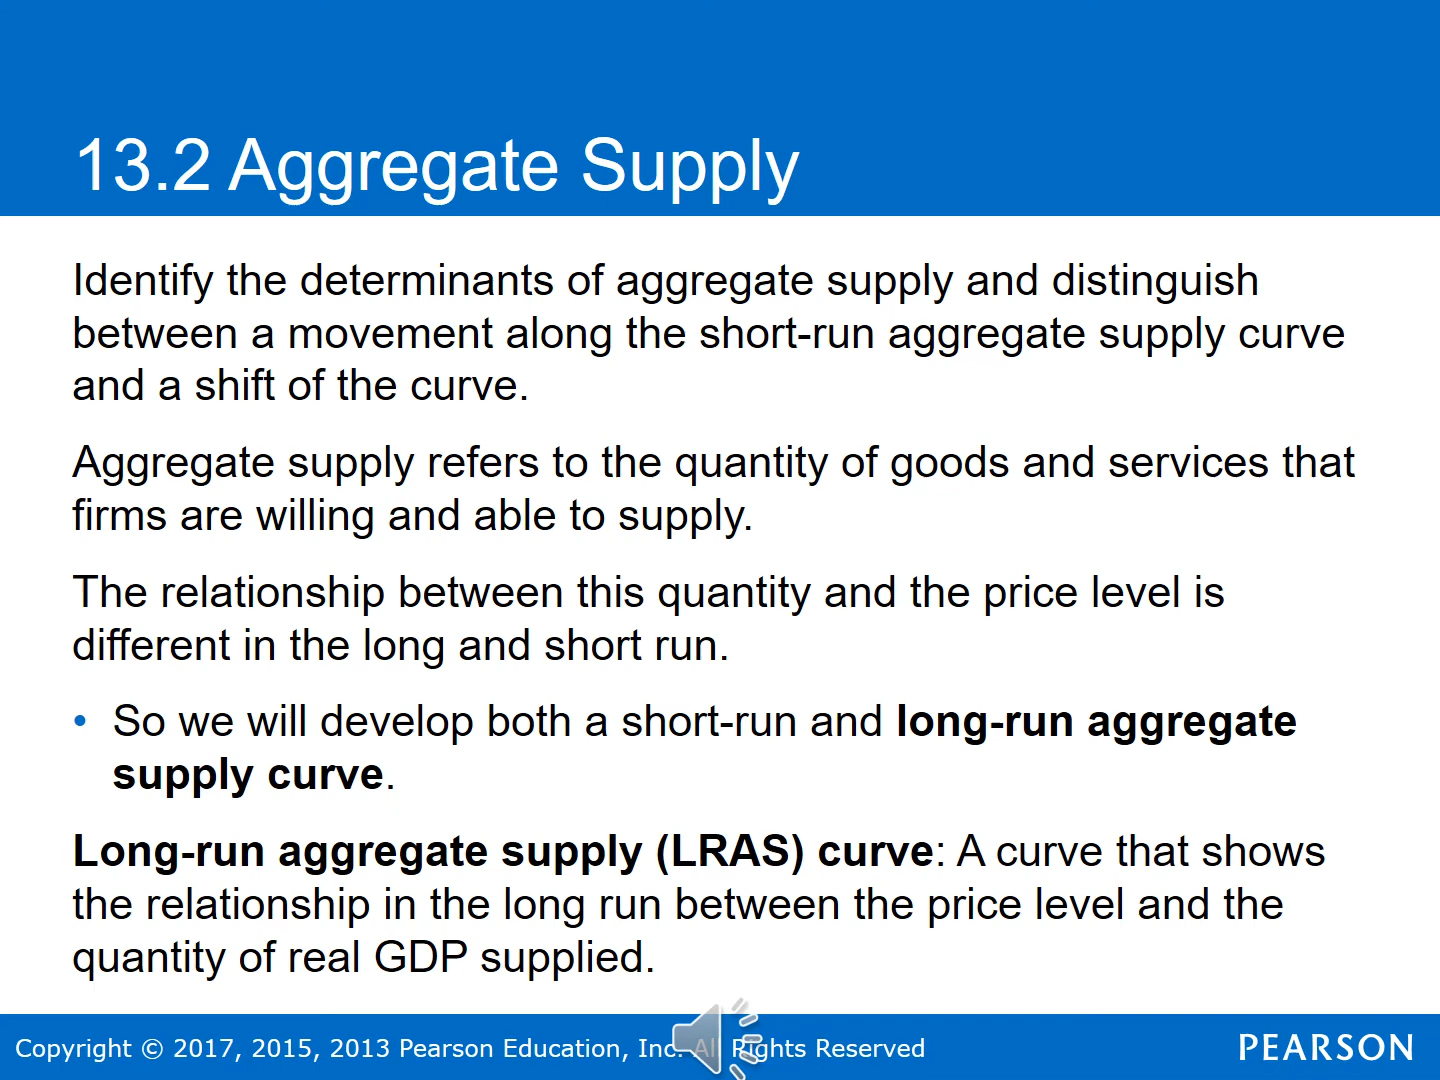 13.2 Aggregate Supply
Identify the determinants of aggregate supply and distinguish
between a movement along the short-run aggregate supply curve
and a shift of the curve.
Aggregate supply refers to the quantity of goods and services that
firms are willing and able to supply.
The relationship between this quantity and the price level is
different in the long and short run.
• So we will develop both a short-run and long-run aggregate
supply curve.
Long-run aggregate supply (LRAS) curve: A curve that shows
the relationship in the long run between the price level and the
quantity of real GDP supplied.
Copyright © 2017, 2015, 2013 Pearson Education, Inc. All Rights Reserved
PEARSON